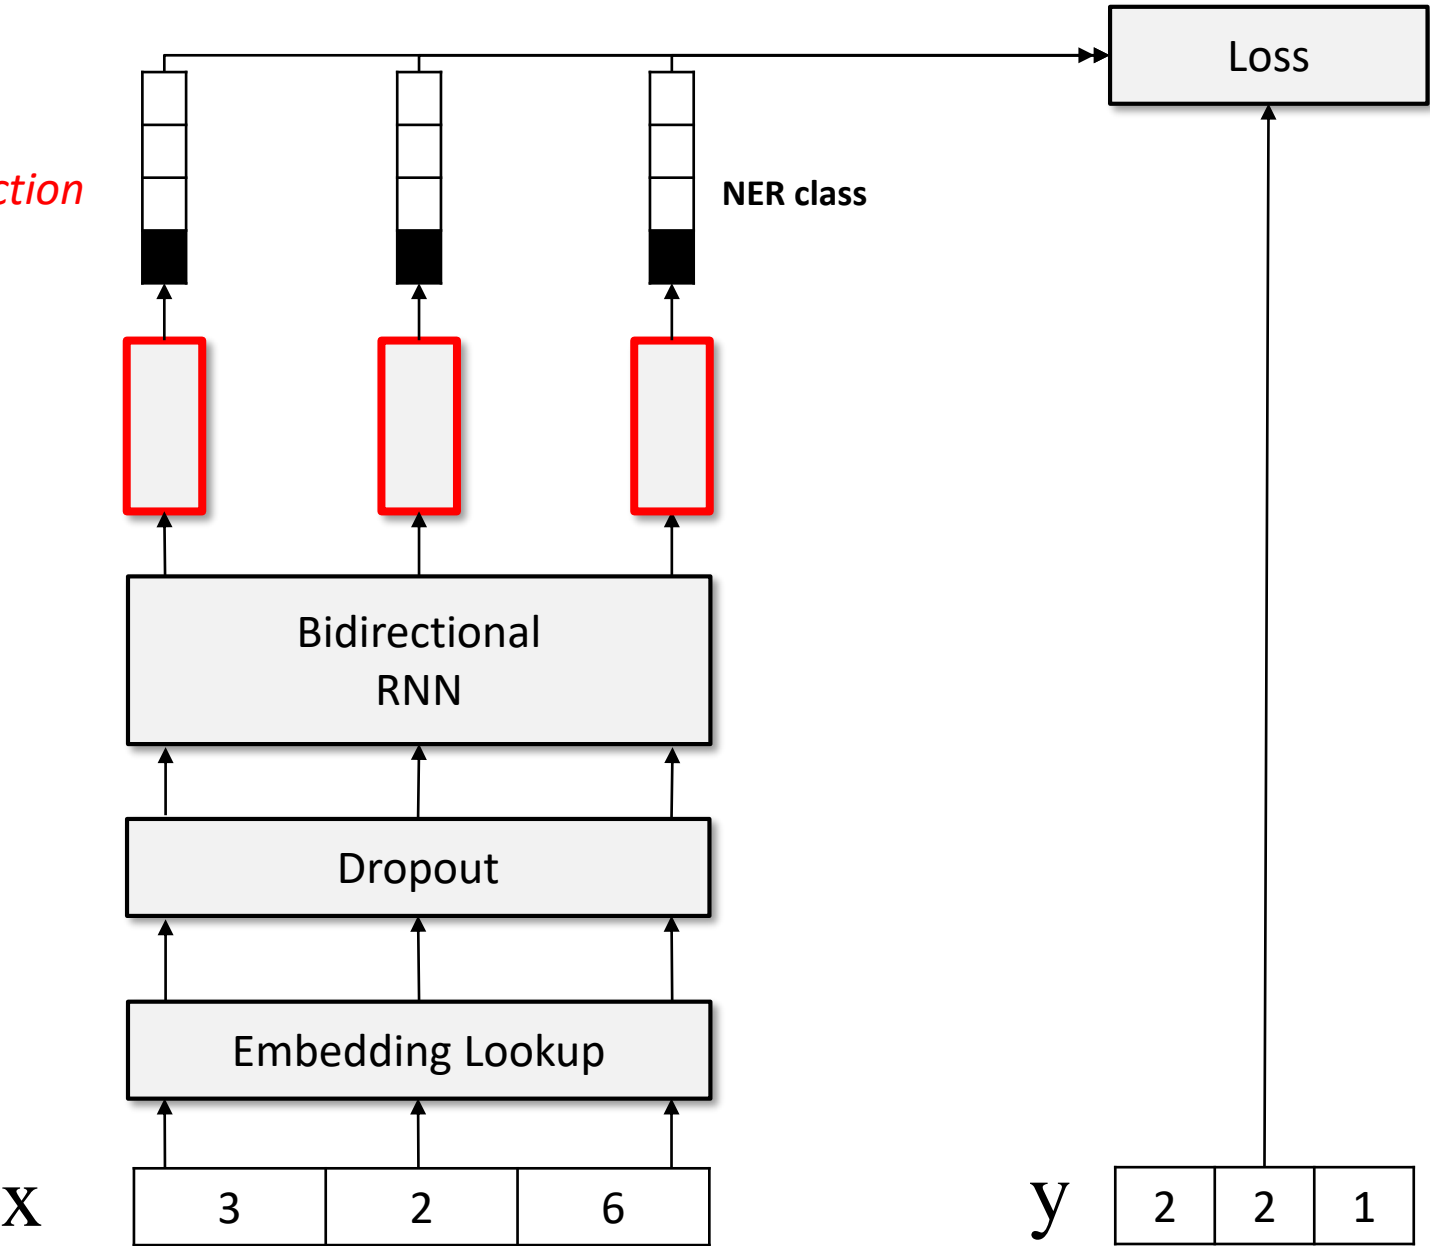 Loss
ction
NER class
Bidirectional
RNN
Dropout
Embedding Lookup
x 3 2 6
y 2 2 1